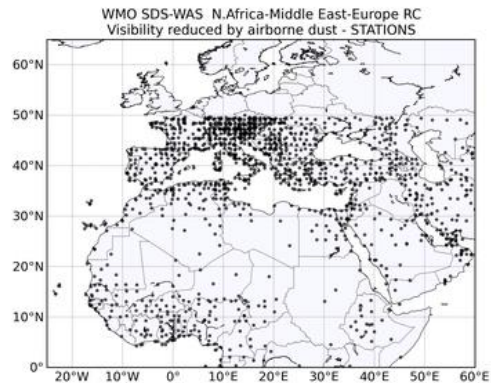 WMO SDS-WAS N.Africa-Middle East-Europe RC
Visibility reduced by airborne dust - STATIONS
60°N
50°N
40°N
30°N
20°N
10°N
0°
20°W 10°W 0° 10°E 20°E 30°E 40°E 50°E 60°E